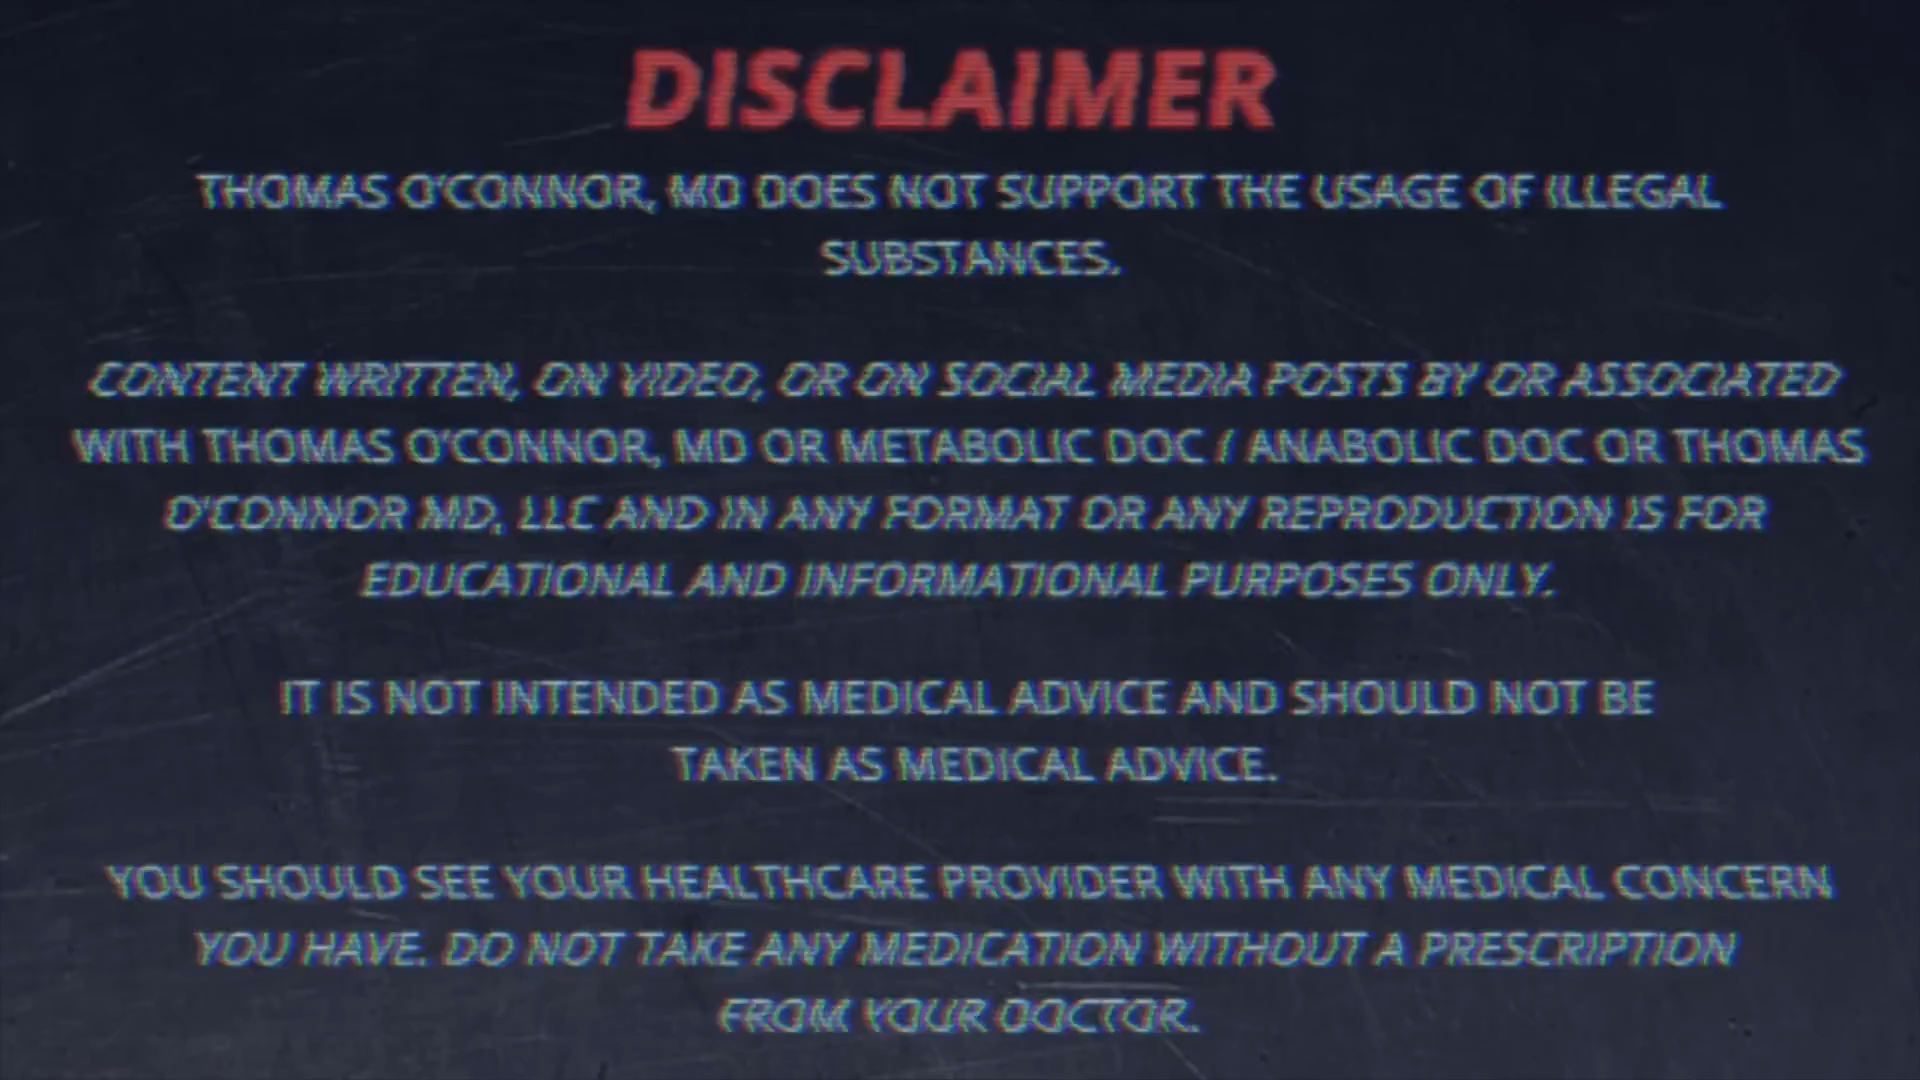 DISCLAIMER
THOMAS O'CONNOR, MD DOES NOT SUPPORT THE USAGE OF ILLEGAL
SUBSTANCES.
CONTENT WRITTEN, ON VIDEO, OR ON SOCIAL MEDIA POSTS BY OR ASSOCIATED
WITH THOMAS O'CONNOR, MD OR METABOLIC DOC / ANABOLIC DOC OR THOMAS
O'CONNOR MD, LLC AND IN ANY FORMAT OR ANY REPRODUCTION IS FOR
EDUCATIONAL AND INFORMATIONAL PURPOSES ONLY.
IT IS NOT INTENDED AS MEDICAL ADVICE AND SHOULD NOT BE
TAKEN AS MEDICAL ADVICE.
YOU SHOULD SEE YOUR HEALTHCARE PROVIDER WITH ANY MEDICAL CONCERN
YOU HAVE. DO NOT TAKE ANY MEDICATION WITHOUT A PRESCRIPTION
FROM YOUR DOCTOR.